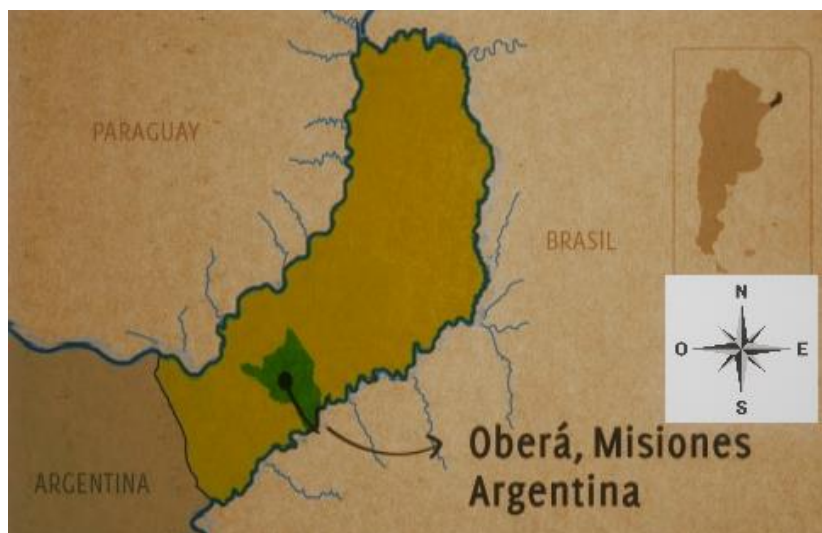 PARAGUAY
BRASIL
N
O
E
S
Oberá, Misiones
Argentina
ARGENTINA